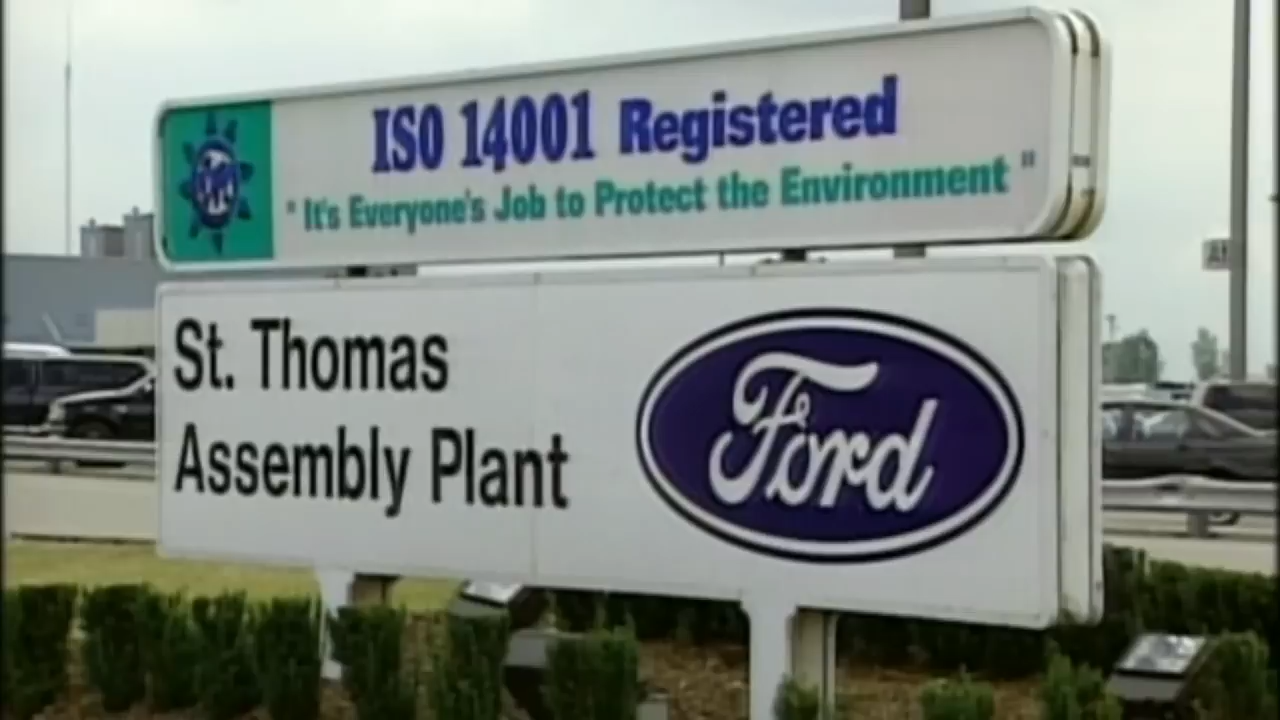 ISO 14001 Registered
"It's Everyone's Job to Protect the Environment"
St. Thomas
Assembly Plant
Ford